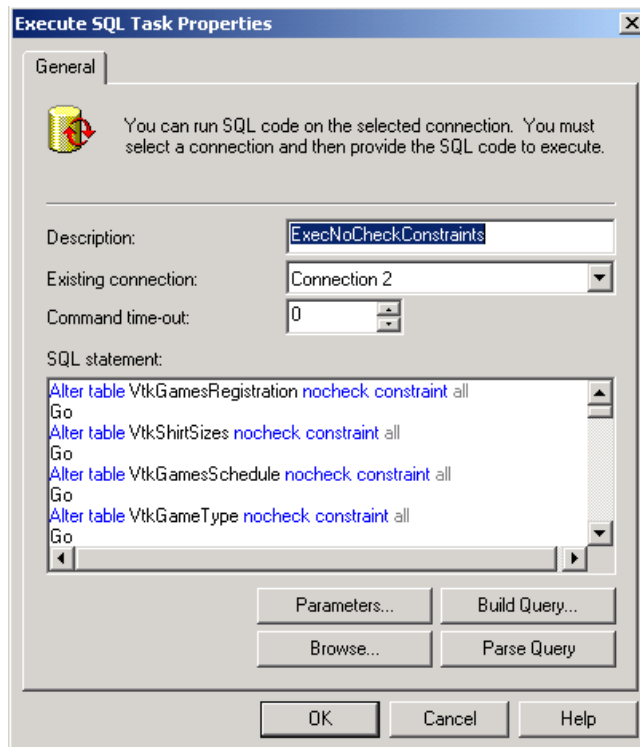 Execute SQL Task Properties
General
You can run SQL code on the selected connection. You must
select a connection and then provide the SQL code to execute.
Description: ExecNoCheckConstraints
Existing connection: Connection 2
Command time-out: 0
SQL statement:
Alter table VtkGamesRegistration nocheck constraint all
Go
Alter table VtkShirtSizes nocheck constraint all
Go
Alter table VtkGamesSchedule nocheck constraint all
Go
Alter table VtkGameType nocheck constraint all
Go
Parameters... Build Query...
Browse... Parse Query
OK Cancel Help